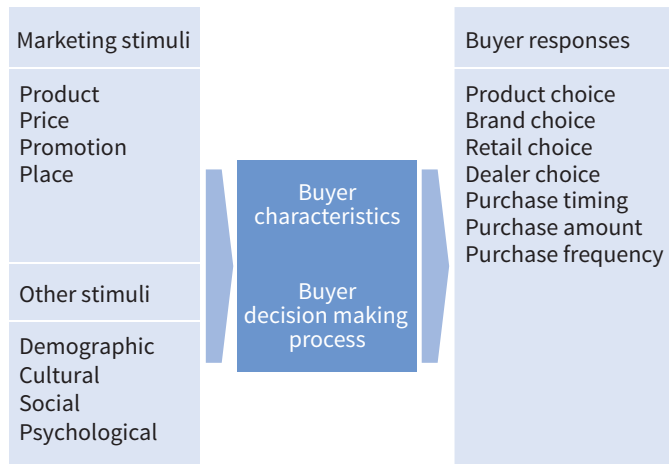 Marketing stimuli
Product
Price
Promotion
Place
Other stimuli
Demographic
Cultural
Social
Psychological
Buyer
characteristics
Buyer
decision making
process
Buyer responses
Product choice
Brand choice
Retail choice
Dealer choice
Purchase timing
Purchase amount
Purchase frequency